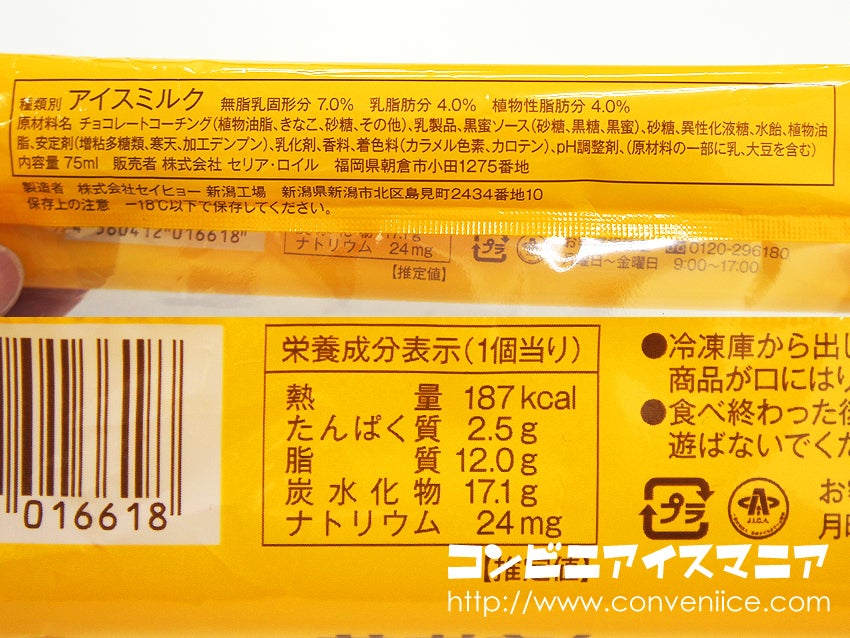 種類別 アイスミルク 無脂乳固形分 7.0% 乳脂肪分 4.0% 植物性脂肪分 4.0%
原材料名 チョコレートコーチング(植物油脂、きなこ、砂糖、その他)、乳製品、黒蜜ソース(砂糖、黒糖、黒蜜)、砂糖、異性化液糖、水飴、植物油
脂、安定剤(増粘多糖類、寒天、加工デンプン)、乳化剤、香料、着色料(カラメル色素、カロテン)、pH調整剤、(原材料の一部に乳、大豆を含む)
内容量 75ml 販売者 株式会社 セリア・ロイル 福岡県朝倉市小田1275番地
製造者 株式会社セイヒョー 新潟工場 新潟県新潟市北区島見町2434番地10
保存上の注意 −18℃以下で保存してください。
560412 016618
ナトリウム 24mg
【推定値】
プラ
0120-296180
曜日〜金曜日 9:00〜17:00
016618
栄養成分表示(1個当り)
熱量 187kcal
たんぱく質 2.5g
脂質 12.0g
炭水化物 17.1g
ナトリウム 24mg
【推定値】
●冷凍庫から出し
商品が口には
●食べ終わった後
遊ばないでくだ
プラ
J.I.C.A.
お
月
コンビニアイスマニア
http://www.conveniice.com